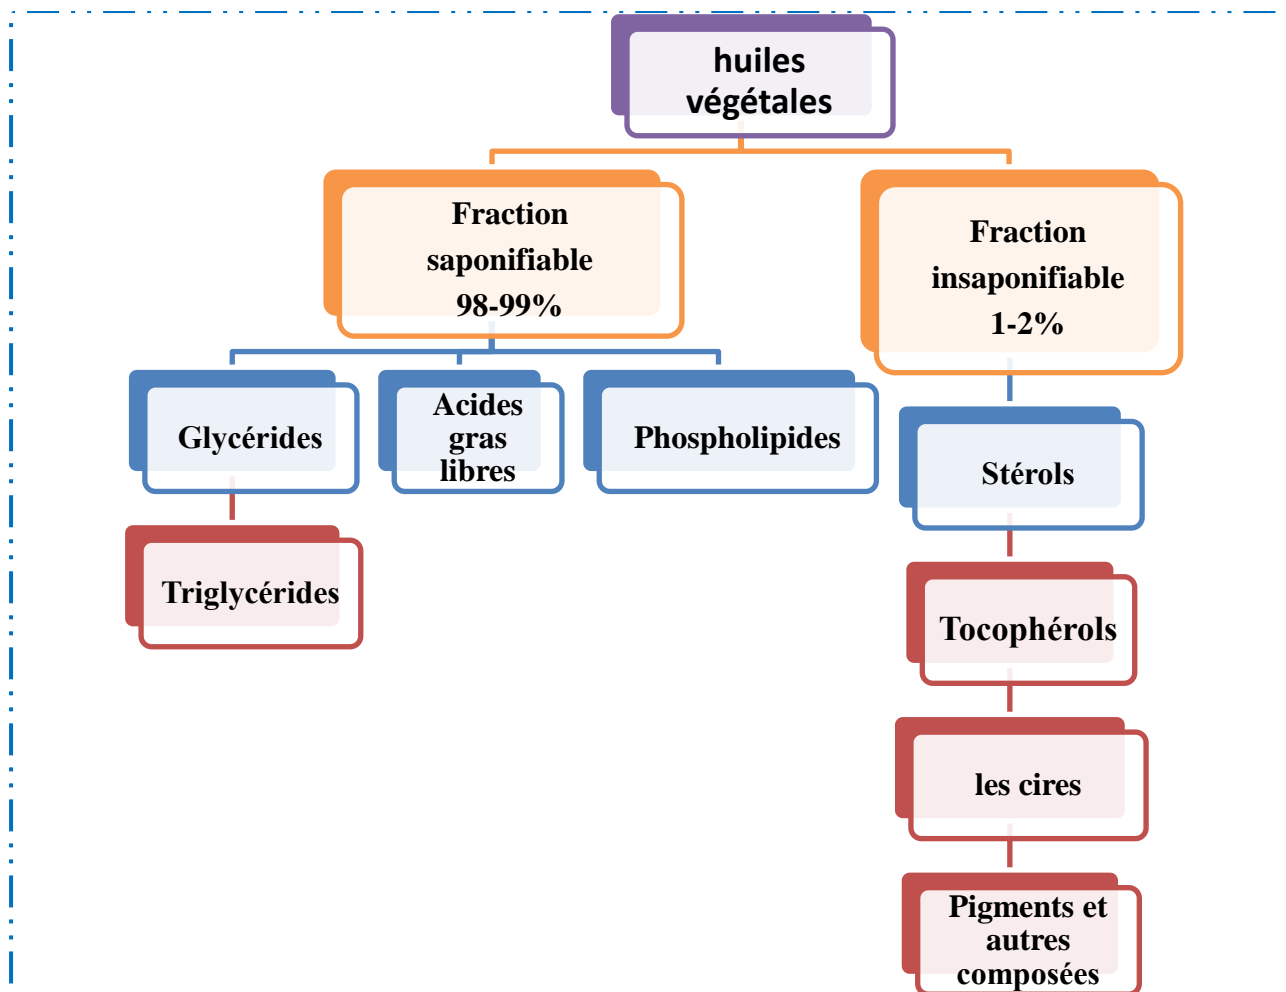 huiles
végétales
Fraction
saponifiable
98-99%
Fraction
insaponifiable
1-2%
Glycérides
Acides
gras
libres
Phospholipides
Stérols
Triglycérides
Tocophérols
les cires
Pigments et
autres
composées